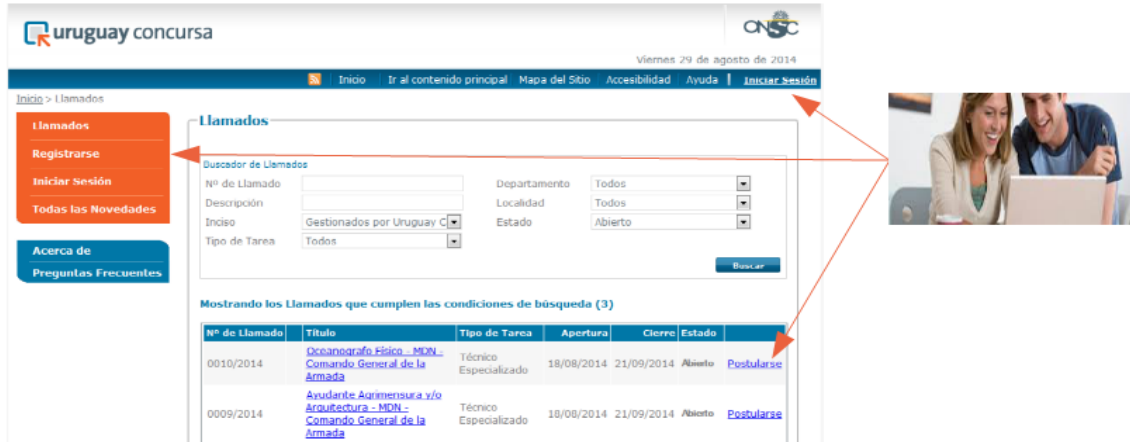 uruguay concursa
ONSC
Viernes 29 de agosto de 2014
Inicio Ir al contenido principal Mapa del Sitio Accesibilidad Ayuda | Iniciar Sesión
Inicio > Llamados
Llamados
Registrarse
Iniciar Sesión
Todas las Novedades
Acerca de
Preguntas Frecuentes
Llamados
Buscador de Llamados
Nº de Llamado Departamento Todos
Descripción Localidad Todos
Inciso Gestionados por Uruguay C Estado Abierto
Tipo de Tarea Todos
Buscar
Mostrando los Llamados que cumplen las condiciones de búsqueda (3)
Nº de Llamado Título Tipo de Tarea Apertura Cierre Estado
0010/2014 Oceanografo Físico - MDN - Comando General de la Armada Técnico Especializado 18/08/2014 21/09/2014 Abierto Postularse
0009/2014 Ayudante Agrimensura y/o Arquitectura - MDN - Comando General de la Armada Técnico Especializado 18/08/2014 21/09/2014 Abierto Postularse